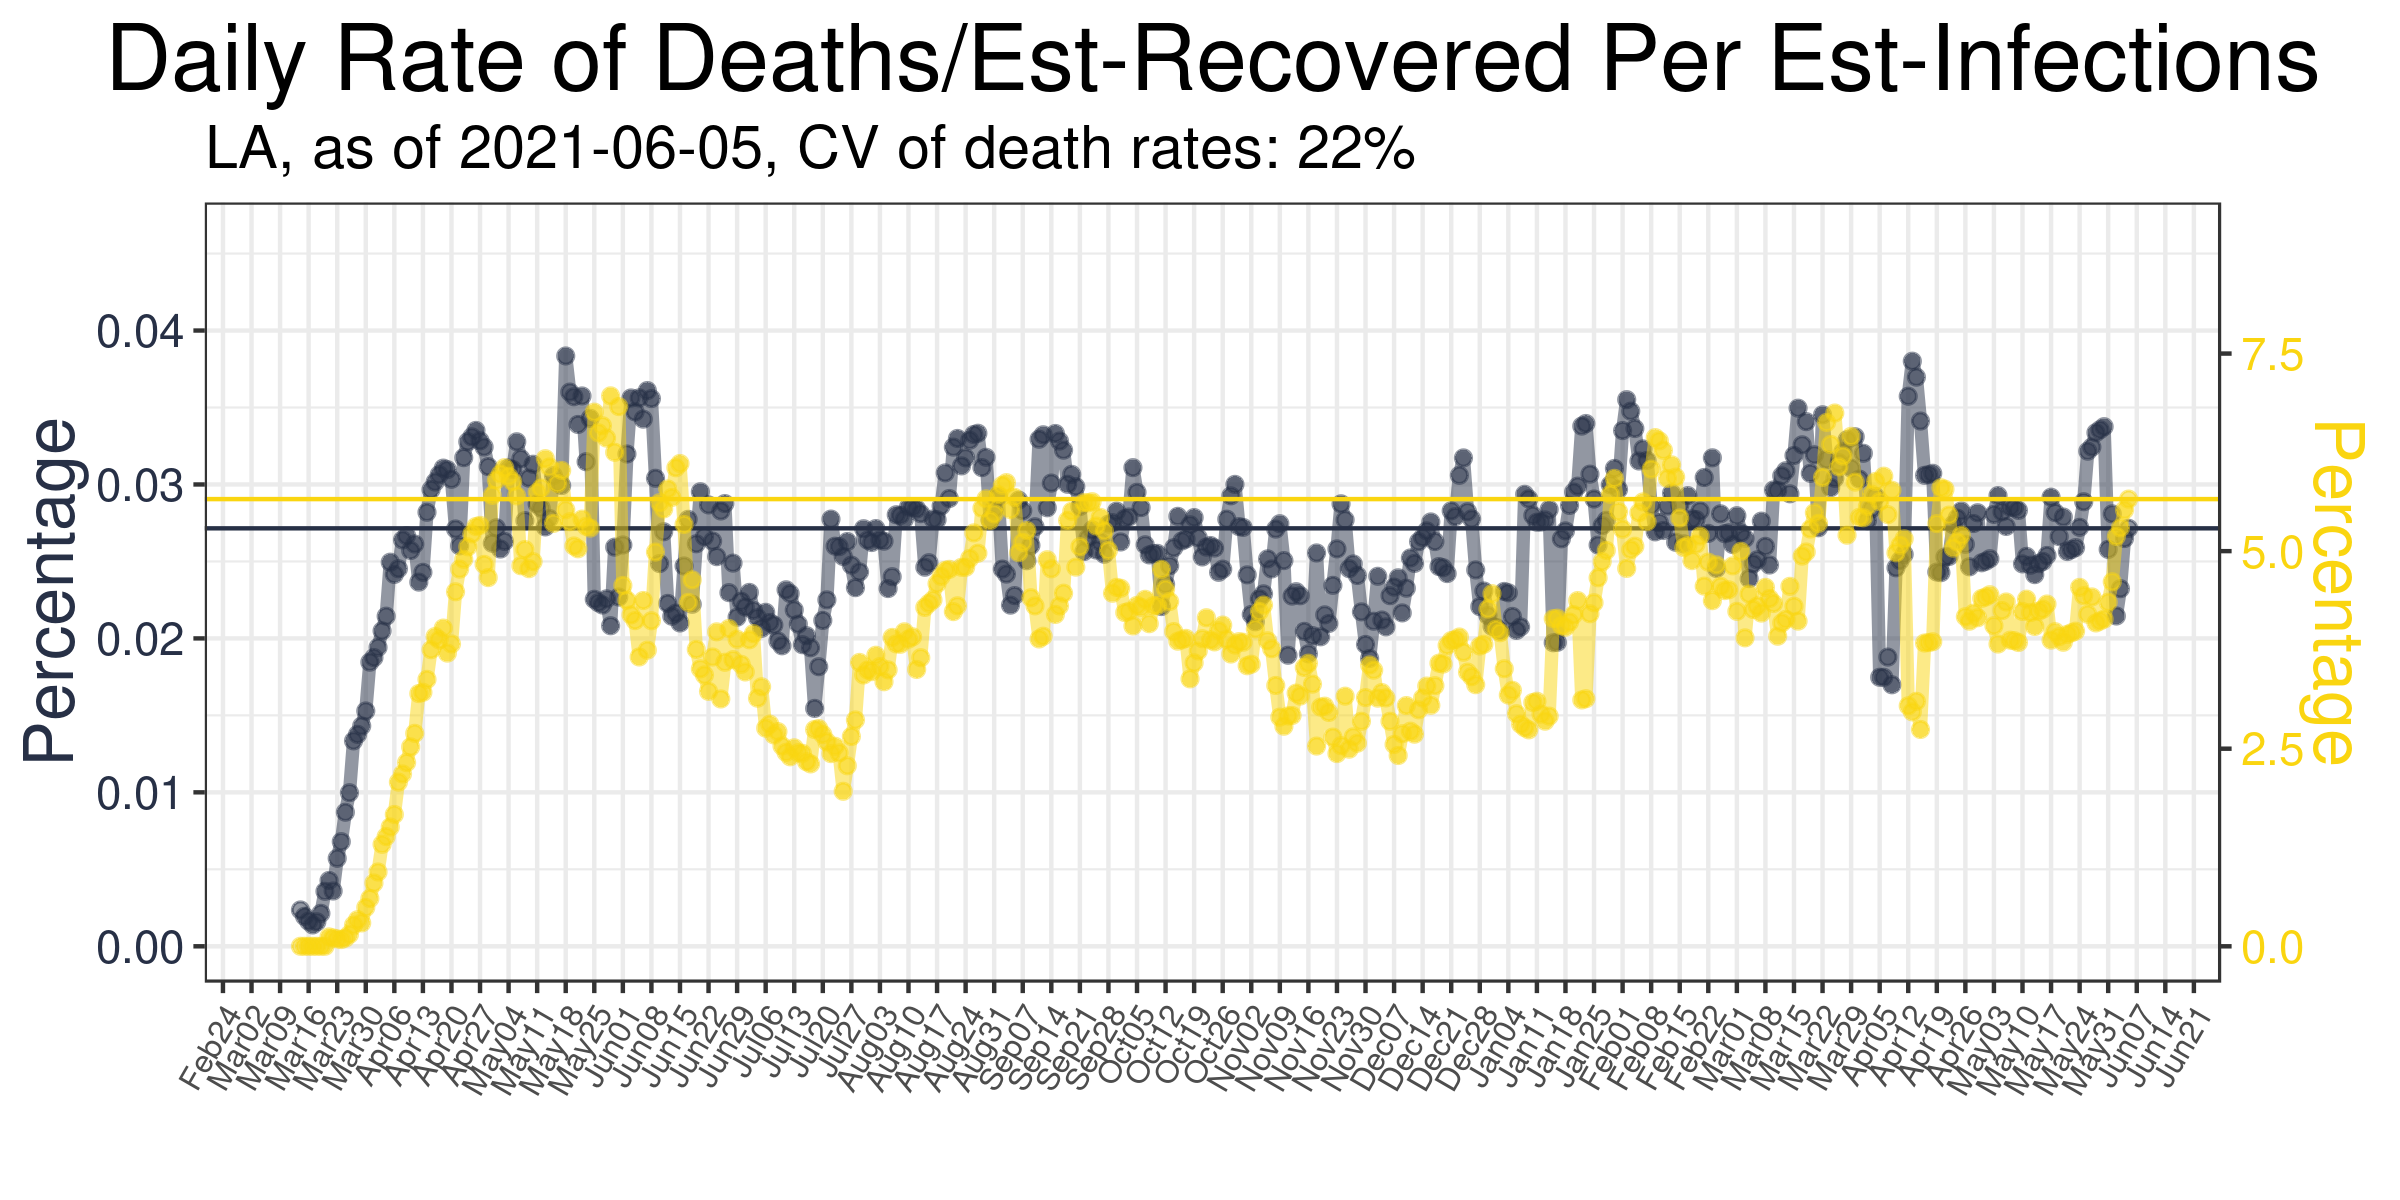 Daily Rate of Deaths/Est-Recovered Per Est-Infections
LA, as of 2021-06-05, CV of death rates: 22%
Percentage
0.04
0.03
0.02
0.01
0.00
7.5
5.0
2.5
0.0
Percentage
Feb24
Mar02
Mar09
Mar16
Mar23
Mar30
Apr06
Apr13
Apr20
Apr27
May04
May11
May18
May25
Jun01
Jun08
Jun15
Jun22
Jun29
Jul06
Jul13
Jul20
Jul27
Aug03
Aug10
Aug17
Aug24
Aug31
Sep07
Sep14
Sep21
Sep28
Oct05
Oct12
Oct19
Oct26
Nov02
Nov09
Nov16
Nov23
Nov30
Dec07
Dec14
Dec21
Dec28
Jan04
Jan11
Jan18
Jan25
Feb01
Feb08
Feb15
Feb22
Mar01
Mar08
Mar15
Mar22
Mar29
Apr05
Apr12
Apr19
Apr26
May03
May10
May17
May24
May31
Jun07
Jun14
Jun21